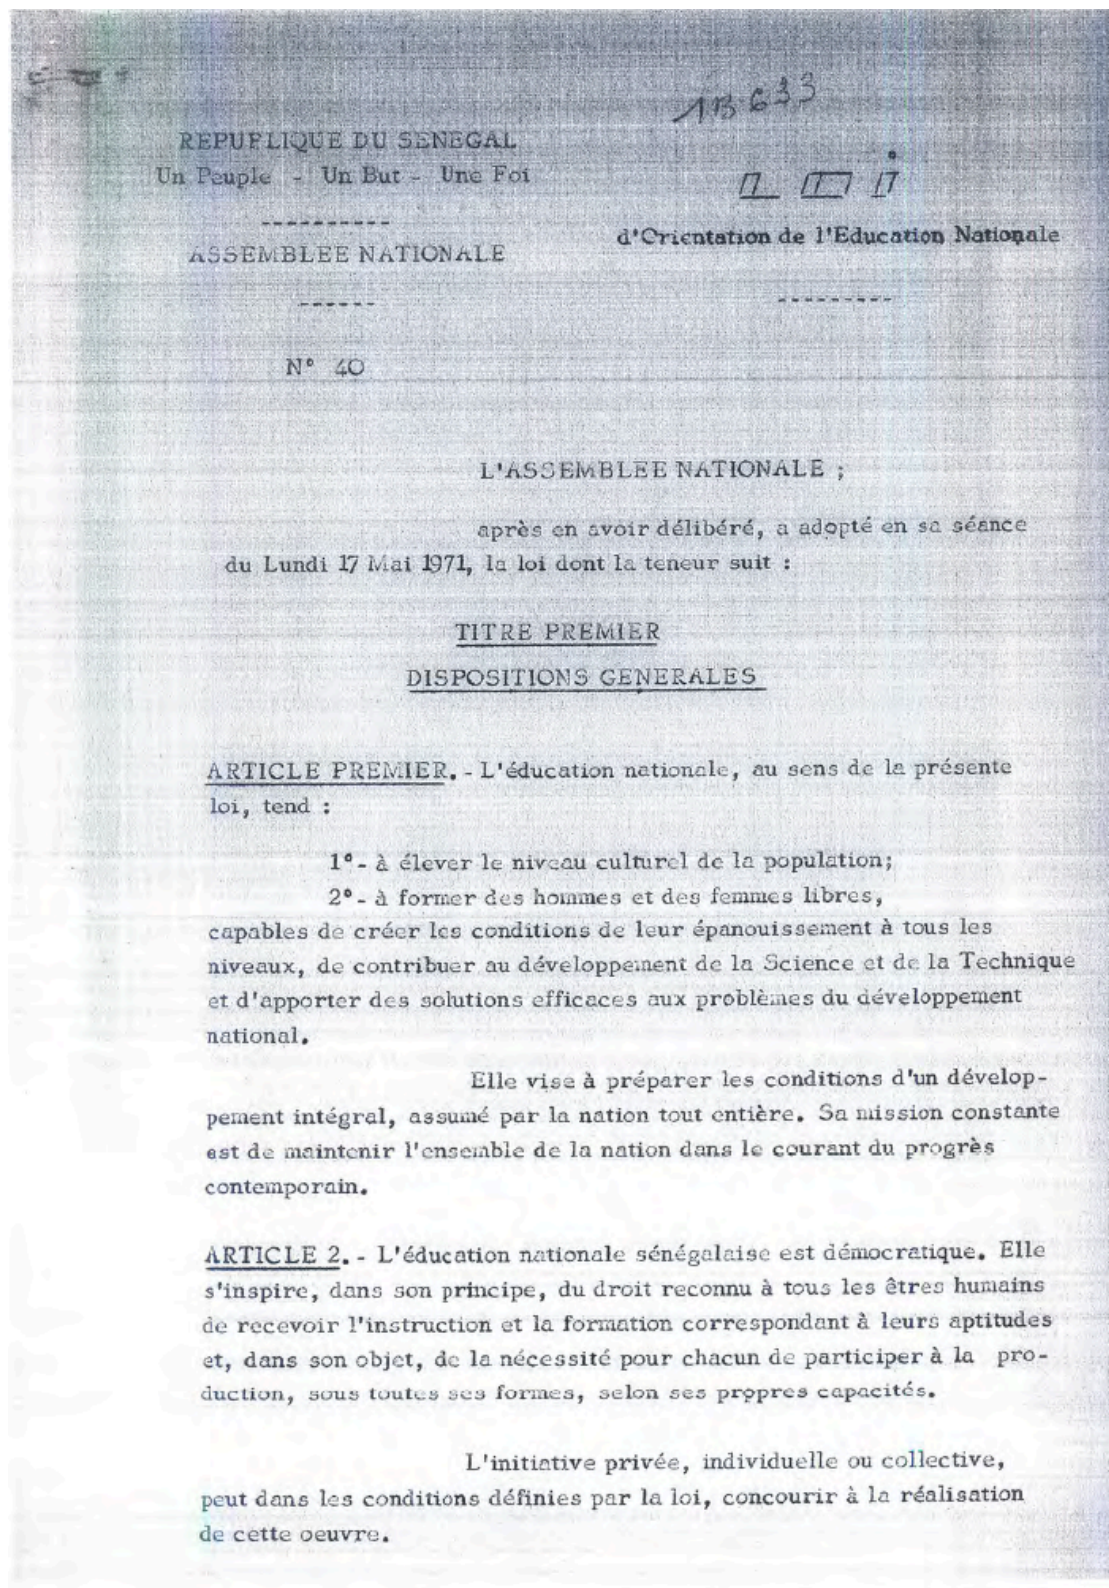 1B 633
REPUBLIQUE DU SENEGAL
Un Peuple - Un But - Une Foi
----------
ASSEMBLEE NATIONALE
------
N° 40
L O I
d'Orientation de l'Education Nationale
---------
L'ASSEMBLEE NATIONALE ;
après en avoir délibéré, a adopté en sa séance
du Lundi 17 Mai 1971, la loi dont la teneur suit :
TITRE PREMIER
DISPOSITIONS GENERALES
ARTICLE PREMIER. - L'éducation nationale, au sens de la présente
loi, tend :
1°- à élever le niveau culturel de la population;
2°- à former des hommes et des femmes libres,
capables de créer les conditions de leur épanouissement à tous les
niveaux, de contribuer au développement de la Science et de la Technique
et d'apporter des solutions efficaces aux problèmes du développement
national.
Elle vise à préparer les conditions d'un dévelop-
pement intégral, assumé par la nation tout entière. Sa mission constante
est de maintenir l'ensemble de la nation dans le courant du progrès
contemporain.
ARTICLE 2. - L'éducation nationale sénégalaise est démocratique. Elle
s'inspire, dans son principe, du droit reconnu à tous les êtres humains
de recevoir l'instruction et la formation correspondant à leurs aptitudes
et, dans son objet, de la nécessité pour chacun de participer à la pro-
duction, sous toutes ses formes, selon ses propres capacités.
L'initiative privée, individuelle ou collective,
peut dans les conditions définies par la loi, concourir à la réalisation
de cette oeuvre.